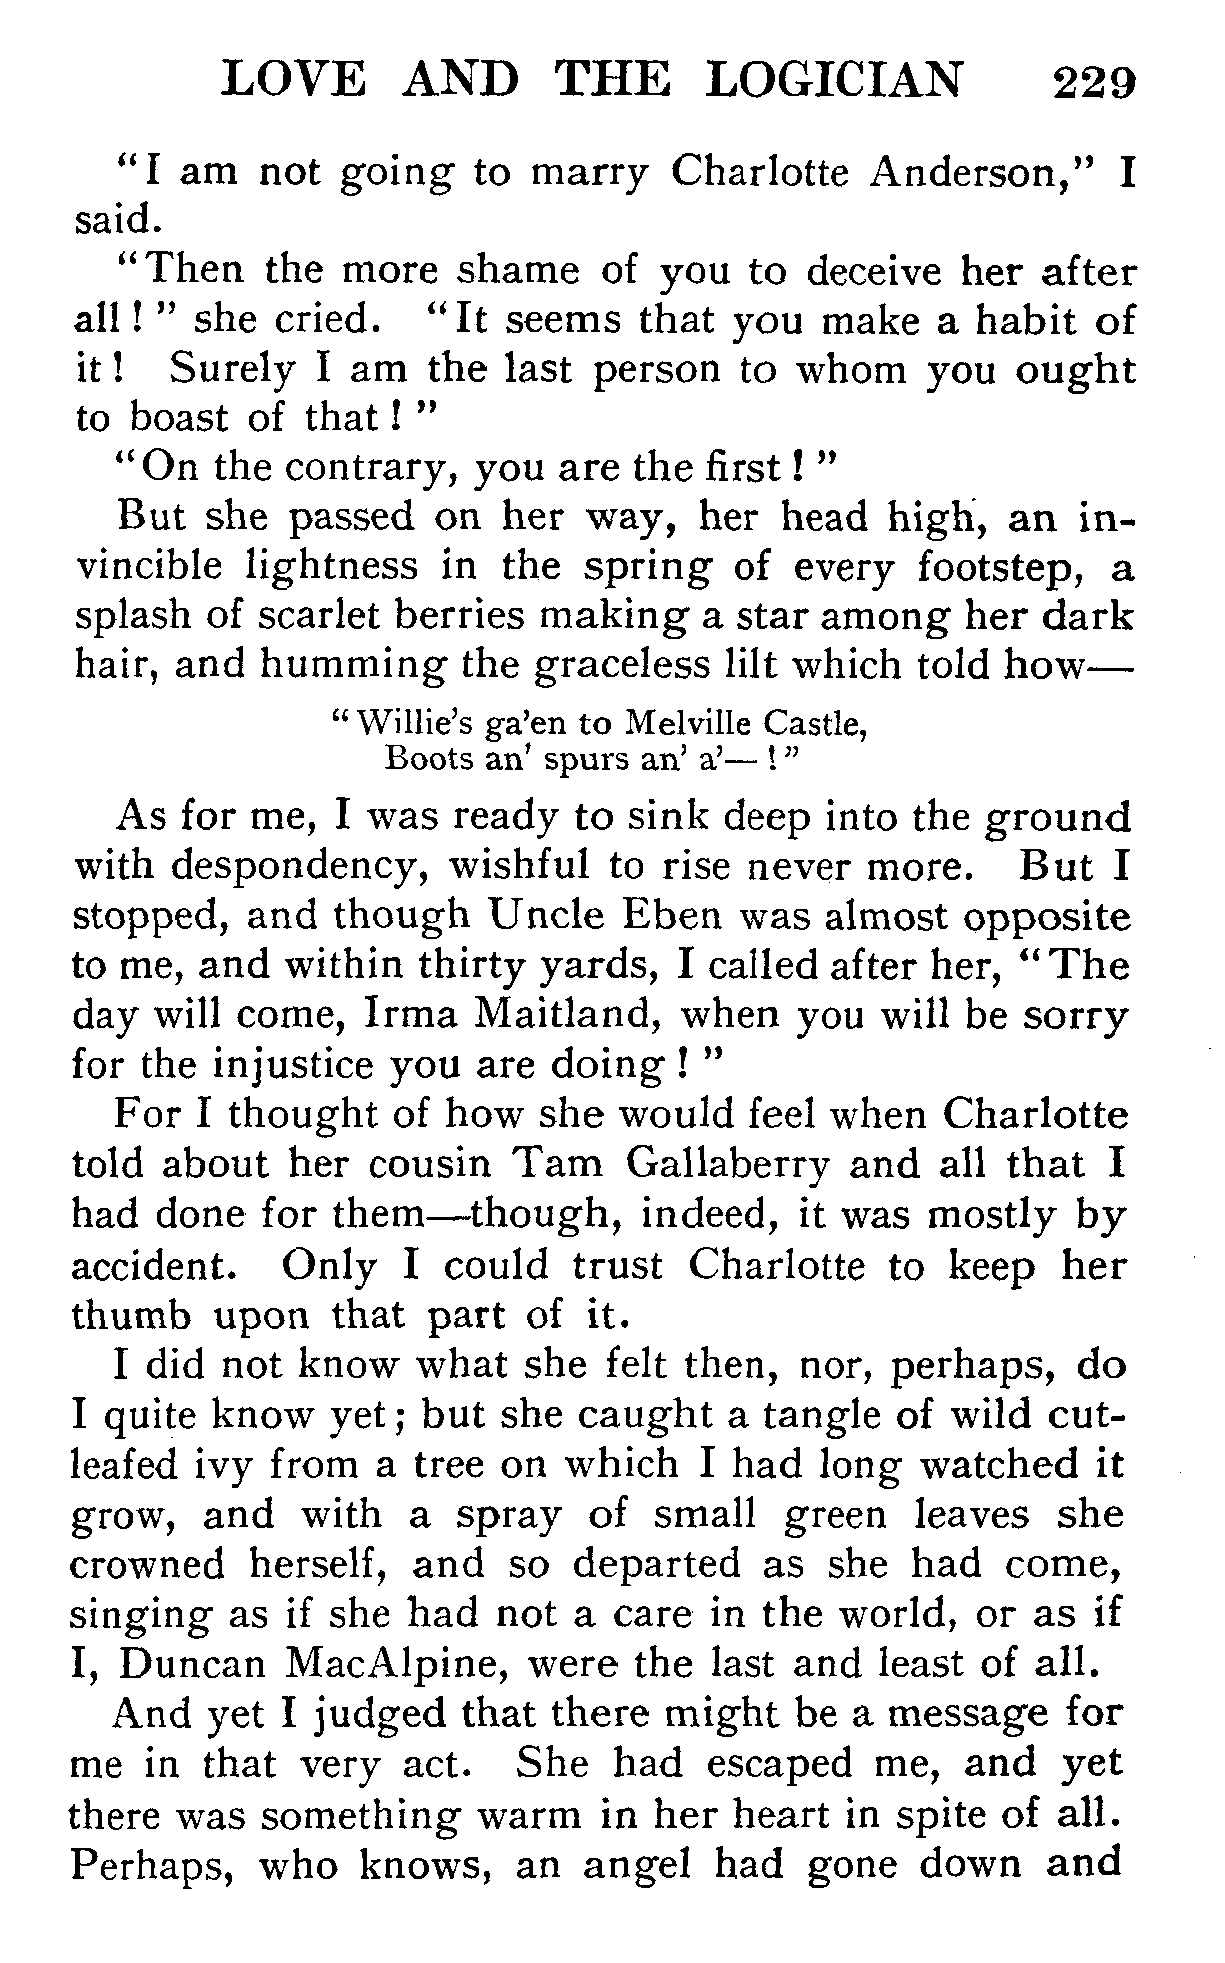 LOVE AND THE LOGICIAN 229
“I am not going to marry Charlotte Anderson,” I
said.
“Then the more shame of you to deceive her after
all! ” she cried. “It seems that you make a habit of
it! Surely I am the last person to whom you ought
to boast of that! ”
“On the contrary, you are the first! ”
But she passed on her way, her head high, an in-
vincible lightness in the spring of every footstep, a
splash of scarlet berries making a star among her dark
hair, and humming the graceless lilt which told how—
“Willie’s ga’en to Melville Castle,
Boots an’ spurs an’ a’— !”
As for me, I was ready to sink deep into the ground
with despondency, wishful to rise never more. But I
stopped, and though Uncle Eben was almost opposite
to me, and within thirty yards, I called after her, “The
day will come, Irma Maitland, when you will be sorry
for the injustice you are doing! ”
For I thought of how she would feel when Charlotte
told about her cousin Tam Gallaberry and all that I
had done for them—though, indeed, it was mostly by
accident. Only I could trust Charlotte to keep her
thumb upon that part of it.
I did not know what she felt then, nor, perhaps, do
I quite know yet; but she caught a tangle of wild cut-
leafed ivy from a tree on which I had long watched it
grow, and with a spray of small green leaves she
crowned herself, and so departed as she had come,
singing as if she had not a care in the world, or as if
I, Duncan MacAlpine, were the last and least of all.
And yet I judged that there might be a message for
me in that very act. She had escaped me, and yet
there was something warm in her heart in spite of all.
Perhaps, who knows, an angel had gone down and